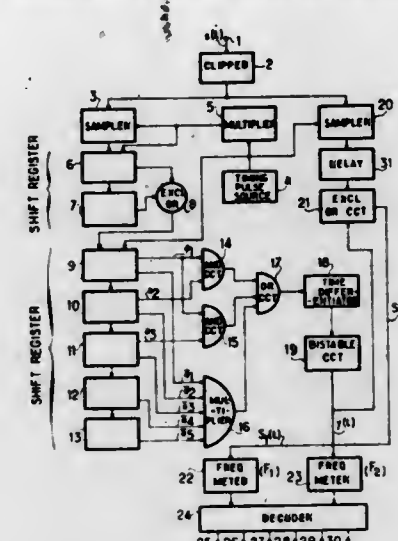 s(t) 1
CLIPPER 2
3 SAMPLER
5 MULTIPLEX
SAMPLER 20
6
7
EXCL OR 8
TIMING PULSE SOURCE 4
DELAY 31
21 EXCL OR CCT
SHIFT REGISTER
9
10
11
12
13
14
CCT
15
CCT
OR CCT 17
18
TIME DIFFER-ENTIATOR
BISTABLE CCT
19
SHIFT REGISTER
MUL-TI-PLIER 16
y(t)
22 FREQ METER (F1)
23 FREQ METER (F2)
24 DECODER
25 26 27 28 29 30